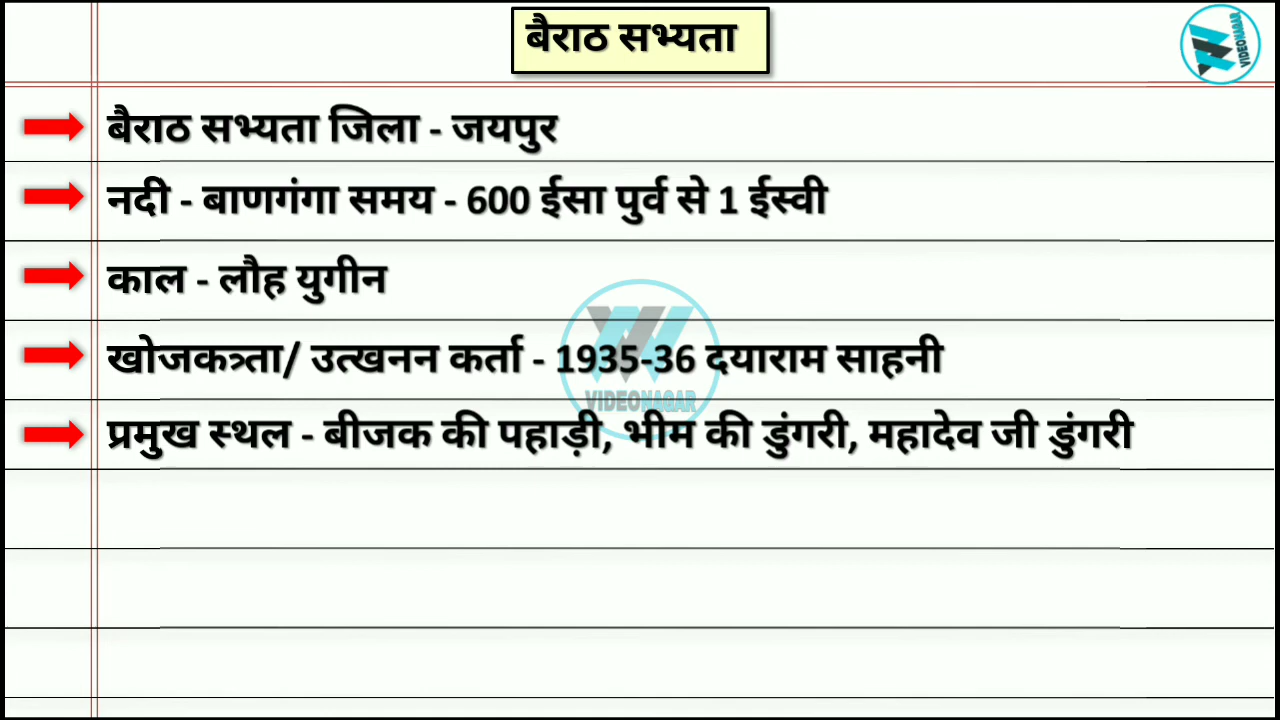 बैराठ सभ्यता
VIDEONAGAR
बैराठ सभ्यता जिला - जयपुर
नदी - बाणगंगा समय - 600 ईसा पुर्व से 1 ईस्वी
काल - लौह युगीन
खोजकत्र्ता/ उत्खनन कर्ता - 1935-36 दयाराम साहनी
VIDEONAGAR
प्रमुख स्थल - बीजक की पहाड़ी, भीम की डुंगरी, महादेव जी डुंगरी